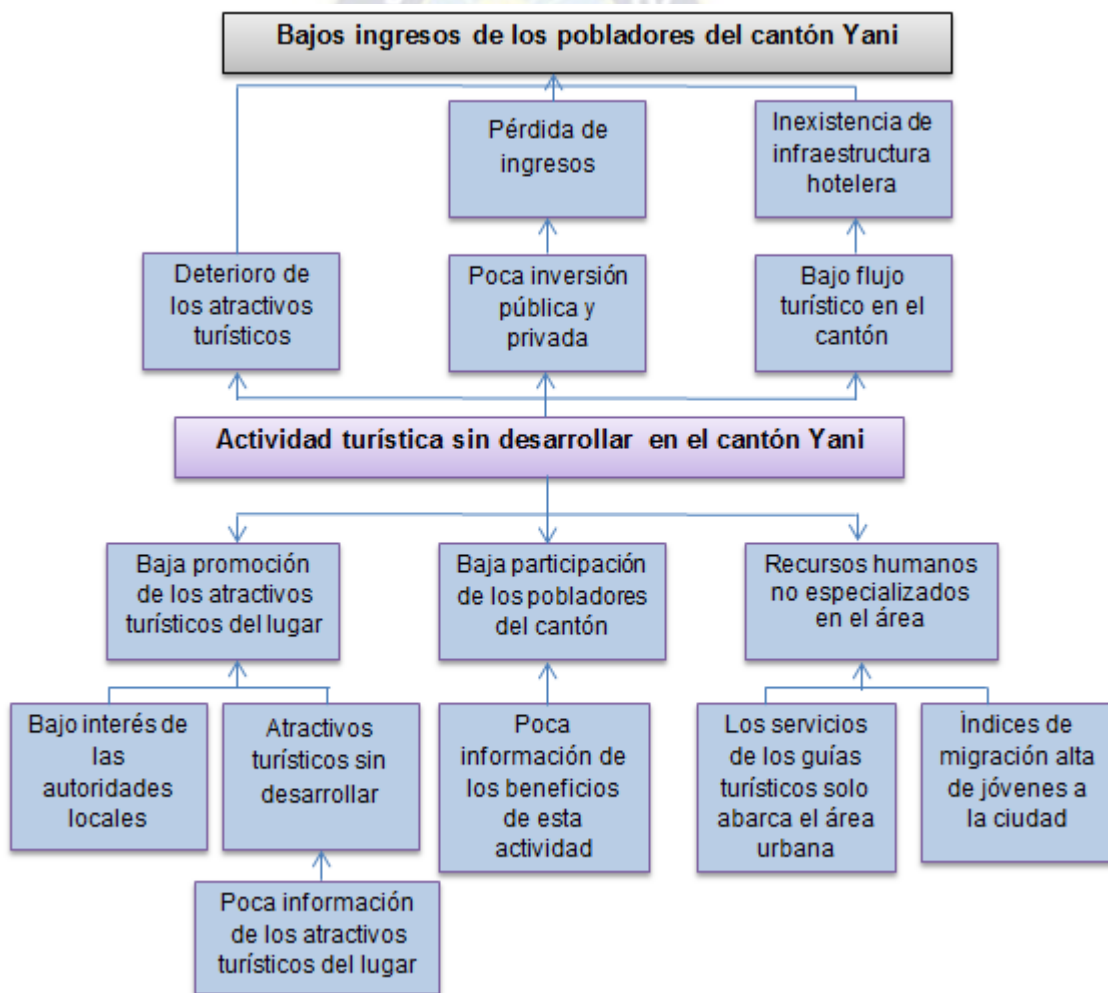 Bajos ingresos de los pobladores del cantón Yani
Pérdida de
ingresos
Inexistencia de
infraestructura
hotelera
Deterioro de
los atractivos
turísticos
Poca inversión
pública y
privada
Bajo flujo
turístico en el
cantón
Actividad turística sin desarrollar en el cantón Yani
Baja promoción
de los atractivos
turísticos del lugar
Baja participación
de los pobladores
del cantón
Recursos humanos
no especializados
en el área
Bajo interés de
las
autoridades
locales
Atractivos
turísticos sin
desarrollar
Poca
información de
los beneficios
de esta
actividad
Los servicios
de los guías
turísticos solo
abarca el área
urbana
Índices de
migración alta
de jóvenes a
la ciudad
Poca información
de los atractivos
turísticos del lugar